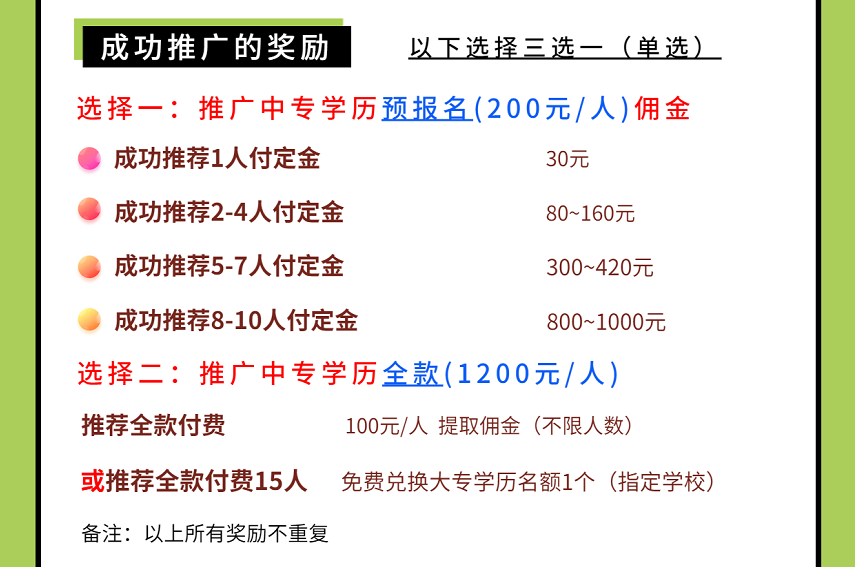 成功推广的奖励
以下选择三选一（单选）
选择一：推广中专学历预报名(200元/人)佣金
成功推荐1人付定金 30元
成功推荐2-4人付定金 80~160元
成功推荐5-7人付定金 300~420元
成功推荐8-10人付定金 800~1000元
选择二：推广中专学历全款(1200元/人)
推荐全款付费 100元/人 提取佣金（不限人数）
或推荐全款付费15人 免费兑换大专学历名额1个（指定学校）
备注：以上所有奖励不重复